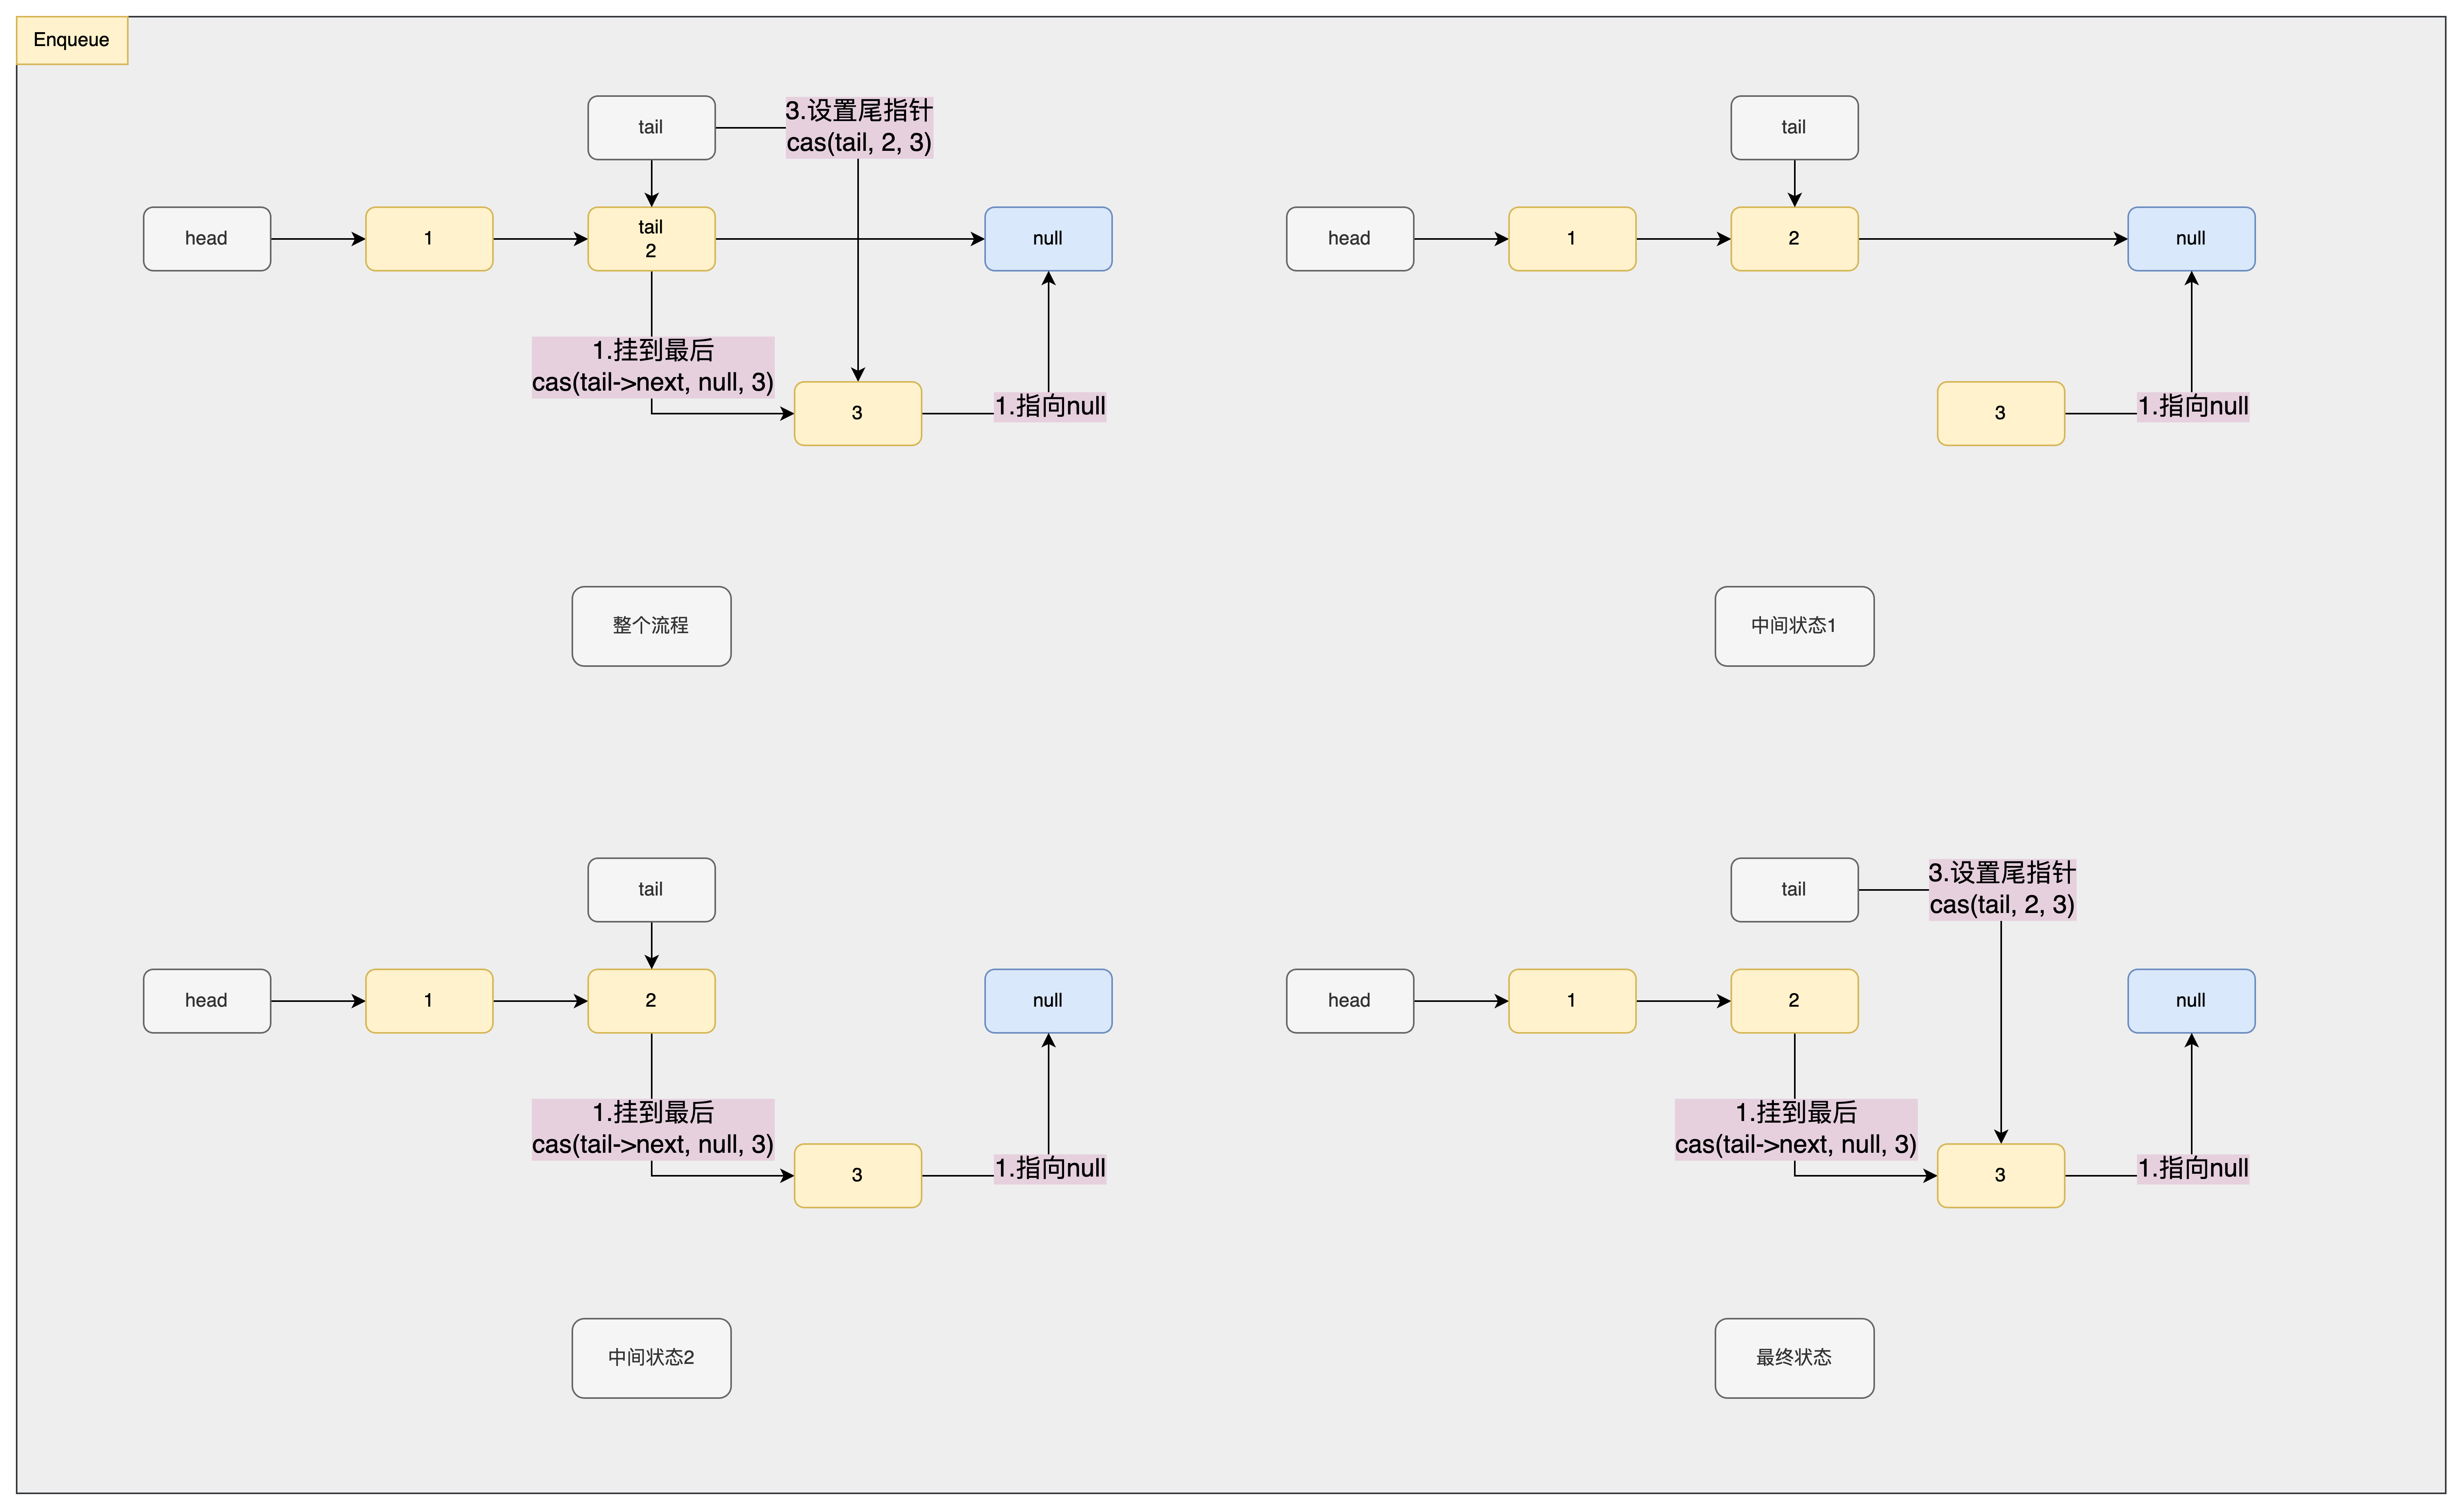 Enqueue
tail
3.设置尾指针
cas(tail, 2, 3)
head
1
tail
2
null
1.挂到最后
cas(tail->next, null, 3)
3
1.指向null
整个流程
tail
head
1
2
null
3
1.指向null
中间状态1
tail
head
1
2
null
1.挂到最后
cas(tail->next, null, 3)
3
1.指向null
中间状态2
tail
3.设置尾指针
cas(tail, 2, 3)
head
1
2
null
1.挂到最后
cas(tail->next, null, 3)
3
1.指向null
最终状态